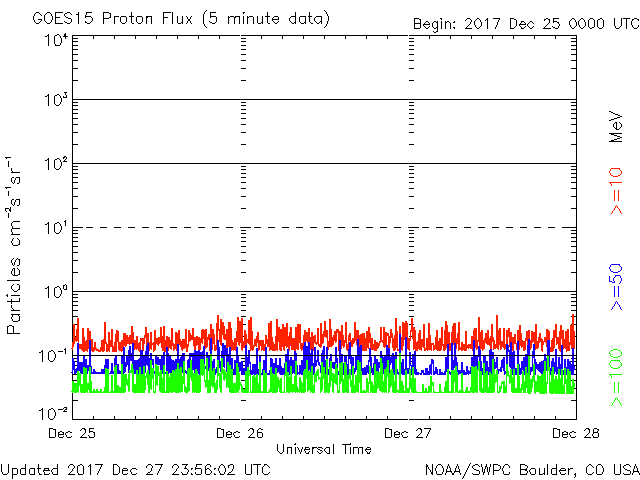 GOES15 Proton Flux (5 minute data)
Begin: 2017 Dec 25 0000 UTC
10⁴
10³
10²
10¹
10⁰
10⁻¹
10⁻²
Particles cm⁻²s⁻¹sr⁻¹
MeV
>=10
>=50
>=100
Dec 25
Dec 26
Dec 27
Dec 28
Universal Time
Updated 2017 Dec 27 23:56:02 UTC
NOAA/SWPC Boulder, CO USA